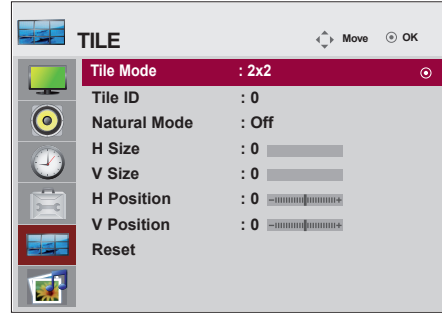 TILE Move OK
Tile Mode : 2x2
Tile ID : 0
Natural Mode : Off
H Size : 0
V Size : 0
H Position : 0 - +
V Position : 0 - +
Reset